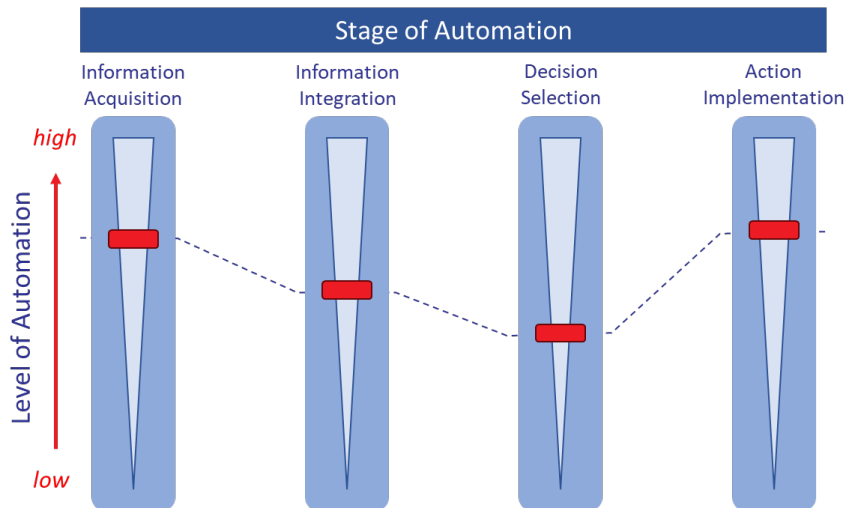 Stage of Automation
Information
Acquisition
Information
Integration
Decision
Selection
Action
Implementation
high
Level of Automation
low